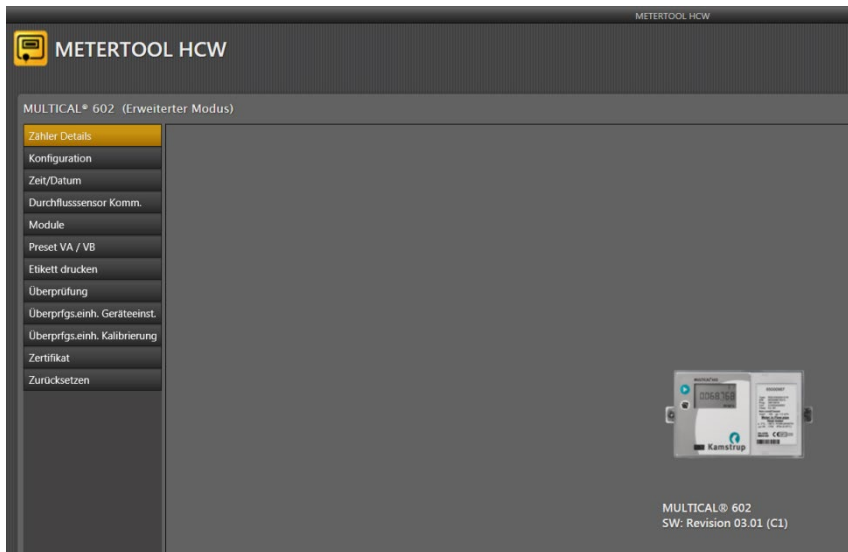 METERTOOL HCW
METERTOOL HCW
MULTICAL® 602 (Erweiterter Modus)
Zähler Details
Konfiguration
Zeit/Datum
Durchflusssensor Komm.
Module
Preset VA / VB
Etikett drucken
Überprüfung
Überprfgs.einh. Geräteeinst.
Überprfgs.einh. Kalibrierung
Zertifikat
Zurücksetzen
Kamstrup
MULTICAL® 602
SW: Revision 03.01 (C1)